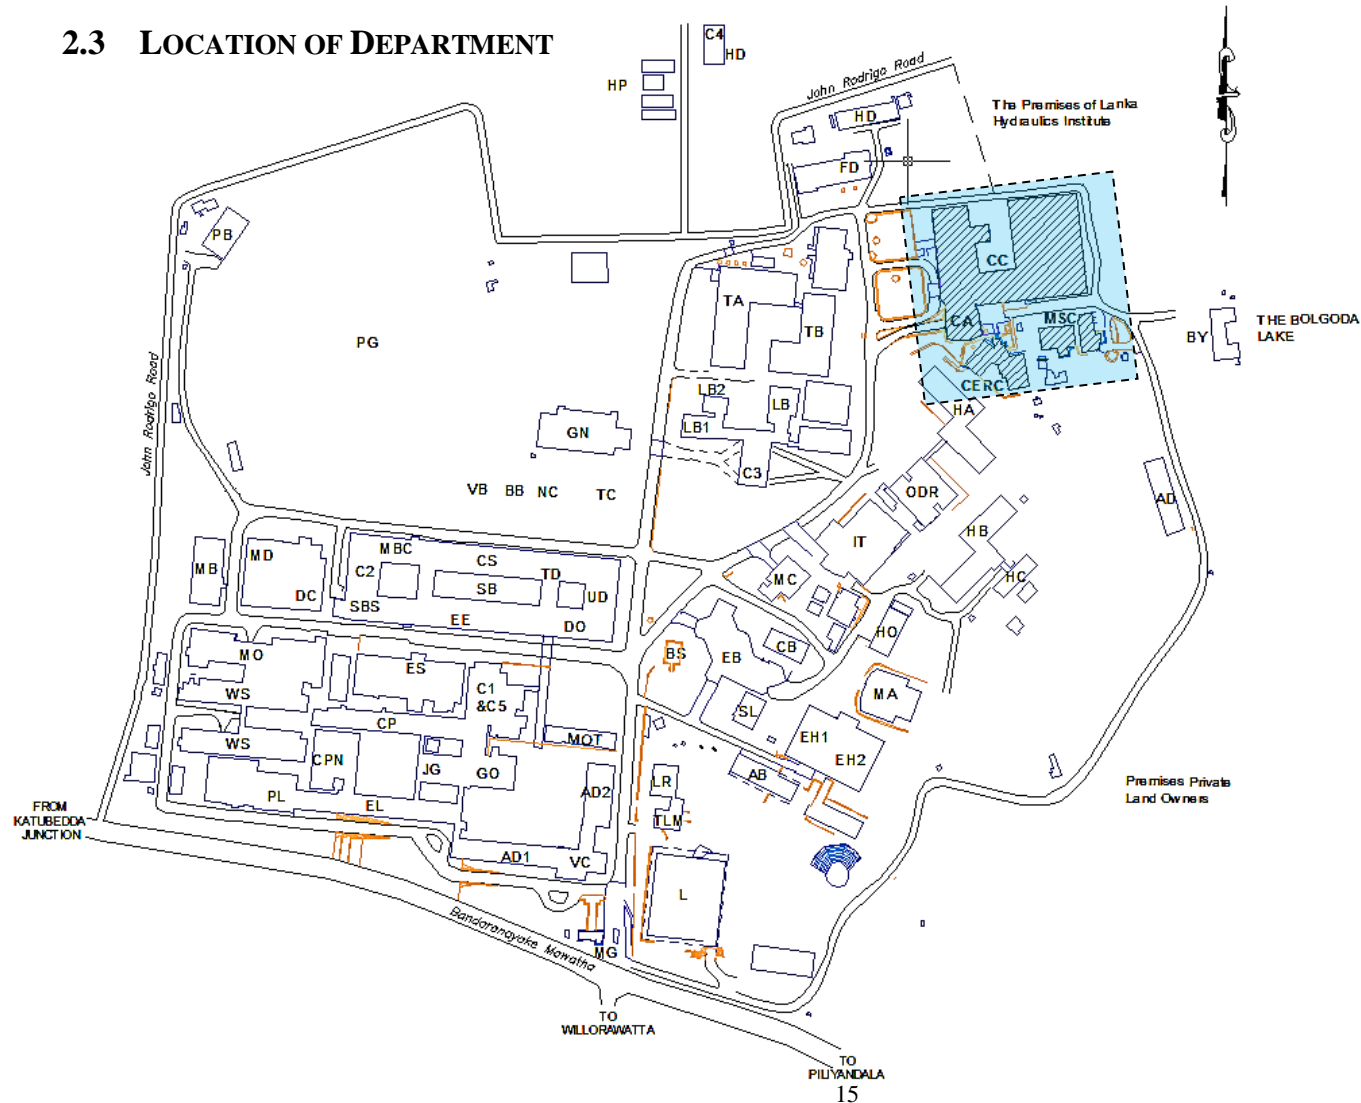 2.3 LOCATION OF DEPARTMENT
C4
HD
HP
John Rodrigo Road
The Premises of Lanka
Hydraulics Institute
HD
FD
PB
CC
TA
TB
CA
MSC
BY
THE BOLGODA
LAKE
PG
CERC
LB2
LB
HA
LB1
GN
John Rodrigo Road
C3
VB
BB
NC
TC
ODR
AD
HB
IT
MBC
MD
CS
C2
TD
MB
SB
UD
MC
HC
DC
SBS
EE
DO
HO
MO
BS
EB
CB
ES
WS
C1
&C5
MA
SL
CP
WS
MOT
EH1
CPN
JG
GO
EH2
AB
LR
PL
EL
AD2
Premises Private
Land Owners
FROM
KATUBEDDA
JUNCTION
TLM
AD1
VC
L
Bandaranayake Mawatha
MG
TO
WILLORAWATTA
TO
PILIYANDALA
15